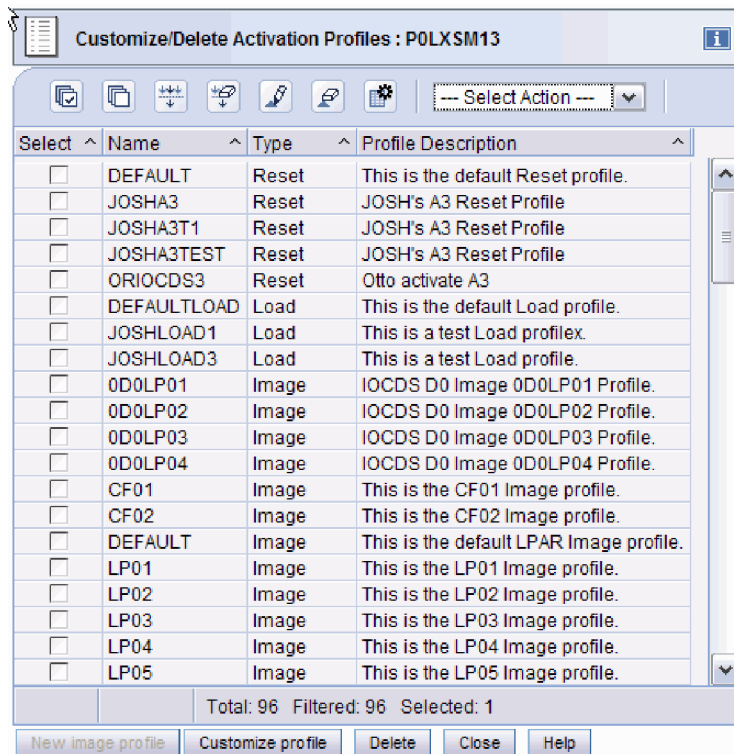 Customize/Delete Activation Profiles : P0LXSM13
--- Select Action ---
Select Name Type Profile Description
DEFAULT Reset This is the default Reset profile.
JOSHA3 Reset JOSH's A3 Reset Profile
JOSHA3T1 Reset JOSH's A3 Reset Profile
JOSHA3TEST Reset JOSH's A3 Reset Profile
ORIOCDS3 Reset Otto activate A3
DEFAULTLOAD Load This is the default Load profile.
JOSHLOAD1 Load This is a test Load profilex.
JOSHLOAD3 Load This is a test Load profile.
0D0LP01 Image IOCDS D0 Image 0D0LP01 Profile.
0D0LP02 Image IOCDS D0 Image 0D0LP02 Profile.
0D0LP03 Image IOCDS D0 Image 0D0LP03 Profile.
0D0LP04 Image IOCDS D0 Image 0D0LP04 Profile.
CF01 Image This is the CF01 Image profile.
CF02 Image This is the CF02 Image profile.
DEFAULT Image This is the default LPAR Image profile.
LP01 Image This is the LP01 Image profile.
LP02 Image This is the LP02 Image profile.
LP03 Image This is the LP03 Image profile.
LP04 Image This is the LP04 Image profile.
LP05 Image This is the LP05 Image profile.
Total: 96 Filtered: 96 Selected: 1
New image profile Customize profile Delete Close Help